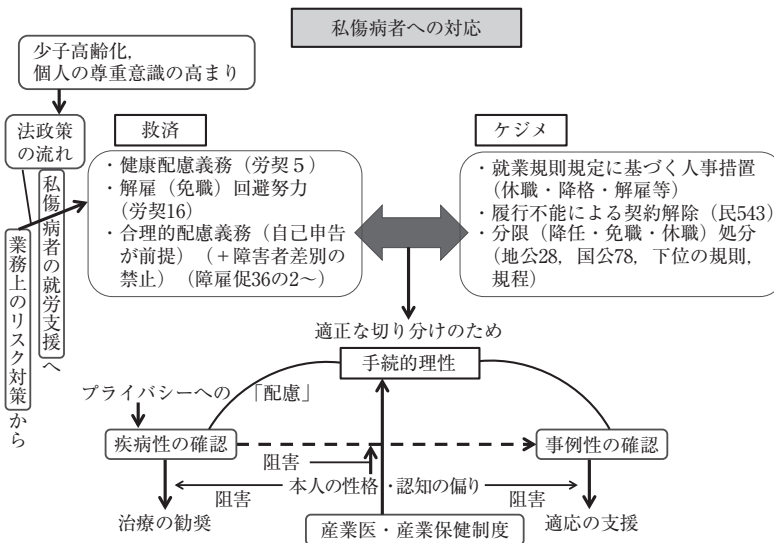 私傷病者への対応
少子高齢化,
個人の尊重意識の高まり
法政策
の流れ
業務上のリスク対策から
私傷病者の就労支援へ
救済
・健康配慮義務（労契５）
・解雇（免職）回避努力
（労契16）
・合理的配慮義務（自己申告
が前提）（＋障害者差別の
禁止）（障雇促36の2～）
ケジメ
・就業規則規定に基づく人事措置
（休職・降格・解雇等）
・履行不能による契約解除（民543）
・分限（降任・免職・休職）処分
（地公28，国公78，下位の規則，
規程）
適正な切り分けのため
手続的理性
プライバシーへの「配慮」
疾病性の確認
事例性の確認
阻害
本人の性格・認知の偏り
阻害
阻害
治療の勧奨
産業医・産業保健制度
適応の支援